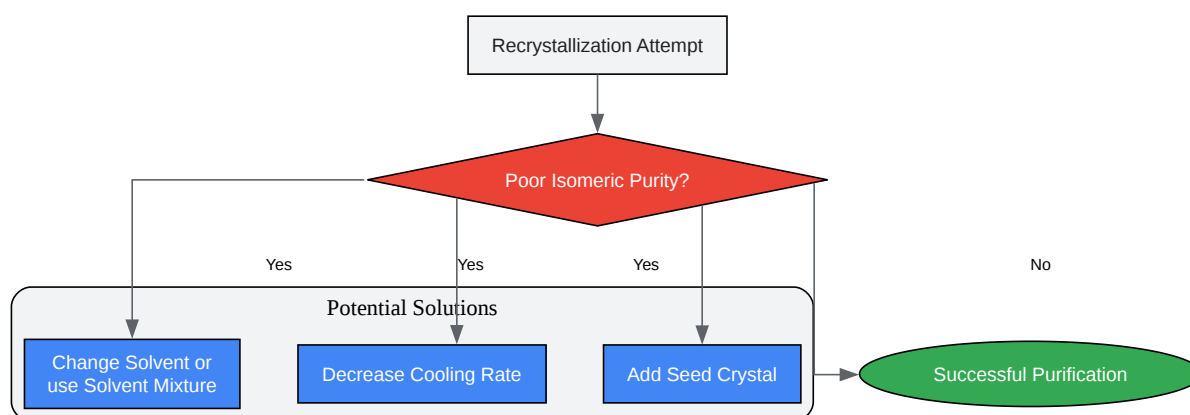 Recrystallization Attempt
Poor Isomeric Purity?
Yes
Yes
Yes
No
Potential Solutions
Change Solvent or
use Solvent Mixture
Decrease Cooling Rate
Add Seed Crystal
Successful Purification